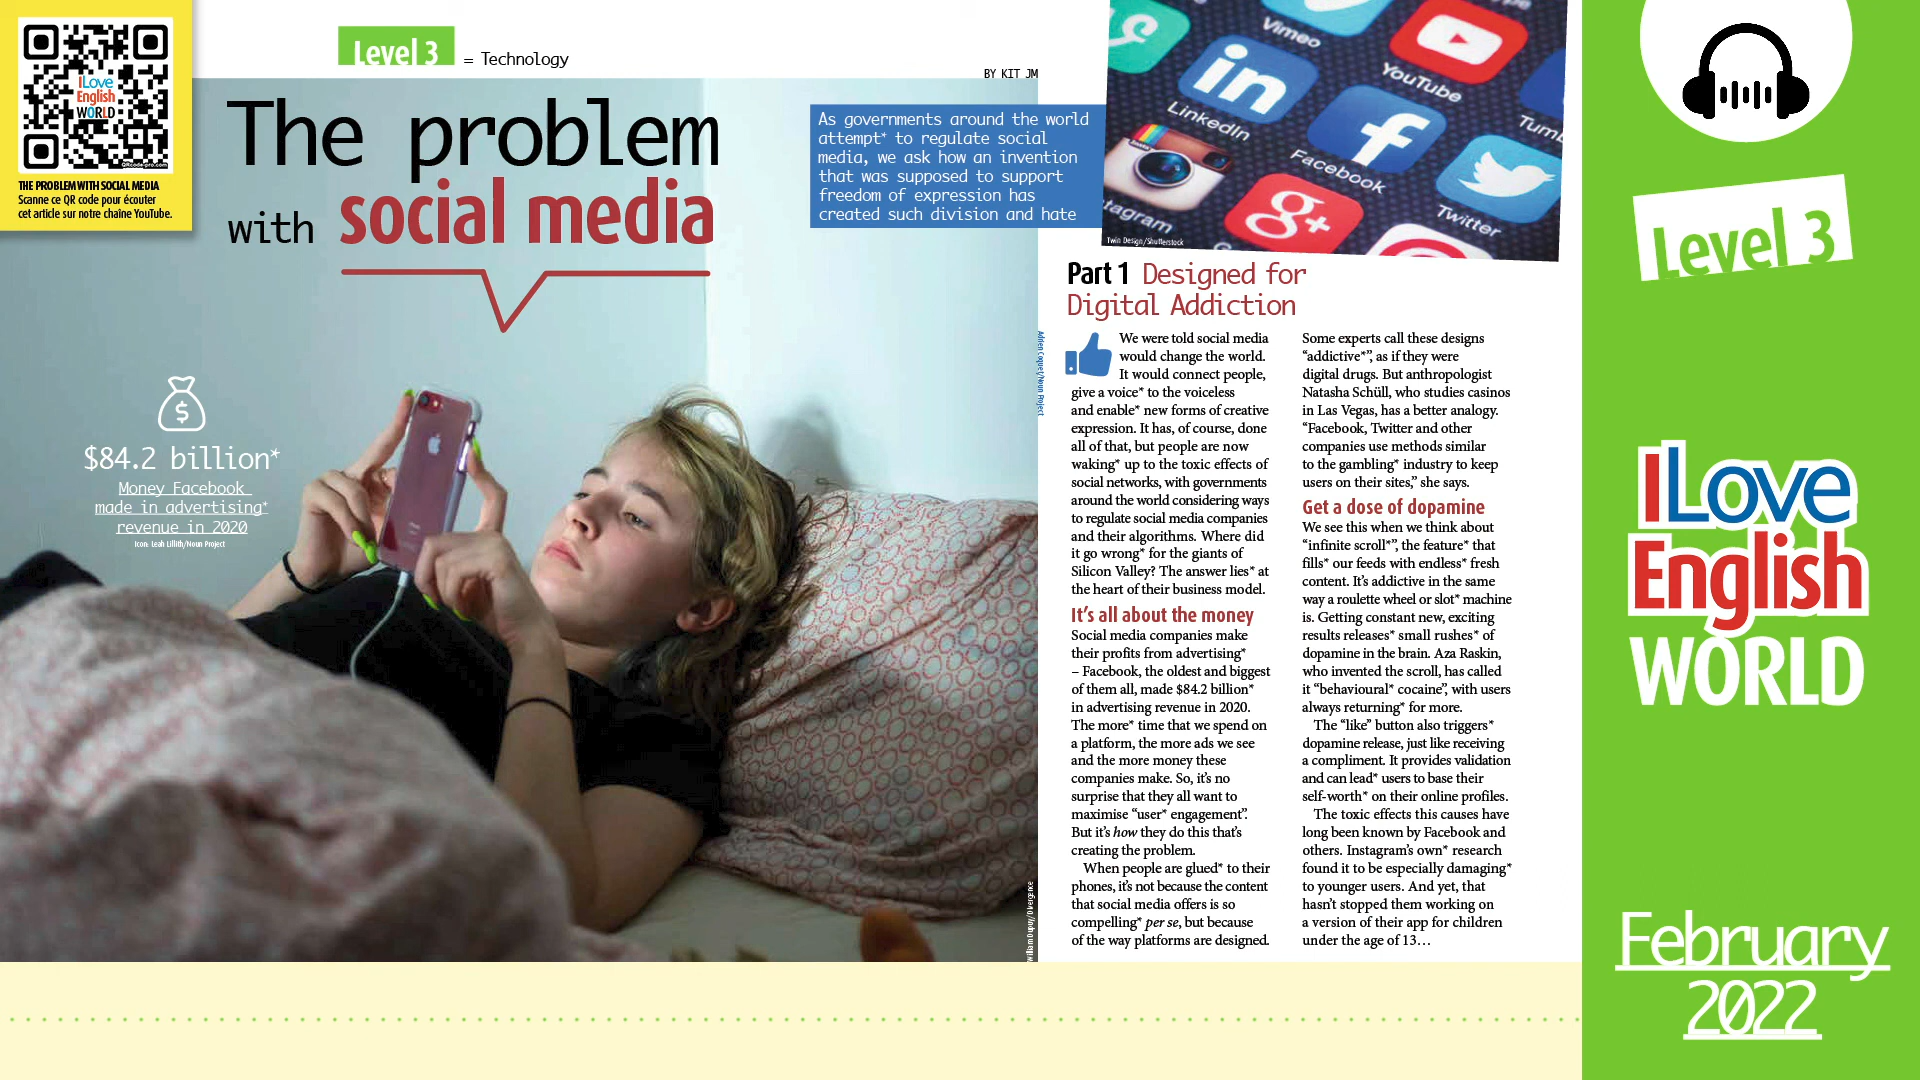 ILove
English
WORLD
QRcode-pro.com
THE PROBLEM WITH SOCIAL MEDIA
Scanne ce QR code pour écouter
cet article sur notre chaîne YouTube.
Level 3 = Technology
BY KIT JM
The problem
with social media
As governments around the world
attempt* to regulate social
media, we ask how an invention
that was supposed to support
freedom of expression has
created such division and hate
Vimeo
YouTube
LinkedIn
Facebook
Twitter
Tum
stagram
Twin Design/Shutterstock
$84.2 billion*
Money Facebook
made in advertising*
revenue in 2020
Icon: Leah Lillith/Noun Project
Adrien Coquet/Noun Project
William Dupuy/Divergence
Part 1 Designed for
Digital Addiction
We were told social media
would change the world.
It would connect people,
give a voice* to the voiceless
and enable* new forms of creative
expression. It has, of course, done
all of that, but people are now
waking* up to the toxic effects of
social networks, with governments
around the world considering ways
to regulate social media companies
and their algorithms. Where did
it go wrong* for the giants of
Silicon Valley? The answer lies* at
the heart of their business model.
It's all about the money
Social media companies make
their profits from advertising*
– Facebook, the oldest and biggest
of them all, made $84.2 billion*
in advertising revenue in 2020.
The more* time that we spend on
a platform, the more ads we see
and the more money these
companies make. So, it's no
surprise that they all want to
maximise “user* engagement”.
But it's how they do this that's
creating the problem.
When people are glued* to their
phones, it's not because the content
that social media offers is so
compelling* per se, but because
of the way platforms are designed.
Some experts call these designs
“addictive*”, as if they were
digital drugs. But anthropologist
Natasha Schüll, who studies casinos
in Las Vegas, has a better analogy.
“Facebook, Twitter and other
companies use methods similar
to the gambling* industry to keep
users on their sites,” she says.
Get a dose of dopamine
We see this when we think about
“infinite scroll*”, the feature* that
fills* our feeds with endless* fresh
content. It's addictive in the same
way a roulette wheel or slot* machine
is. Getting constant new, exciting
results releases* small rushes* of
dopamine in the brain. Aza Raskin,
who invented the scroll, has called
it “behavioural* cocaine”, with users
always returning* for more.
The “like” button also triggers*
dopamine release, just like receiving
a compliment. It provides validation
and can lead* users to base their
self-worth* on their online profiles.
The toxic effects this causes have
long been known by Facebook and
others. Instagram's own* research
found it to be especially damaging*
to younger users. And yet, that
hasn't stopped them working on
a version of their app for children
under the age of 13…
Level 3
ILove
English
WORLD
February
2022